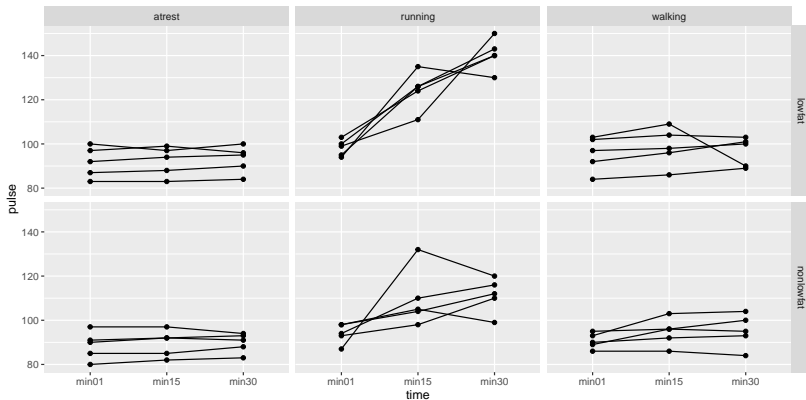 atrest running walking
140
120
100
80
lowfat
pulse
140
120
100
80
nonlowfat
min01 min15 min30 min01 min15 min30 min01 min15 min30
time